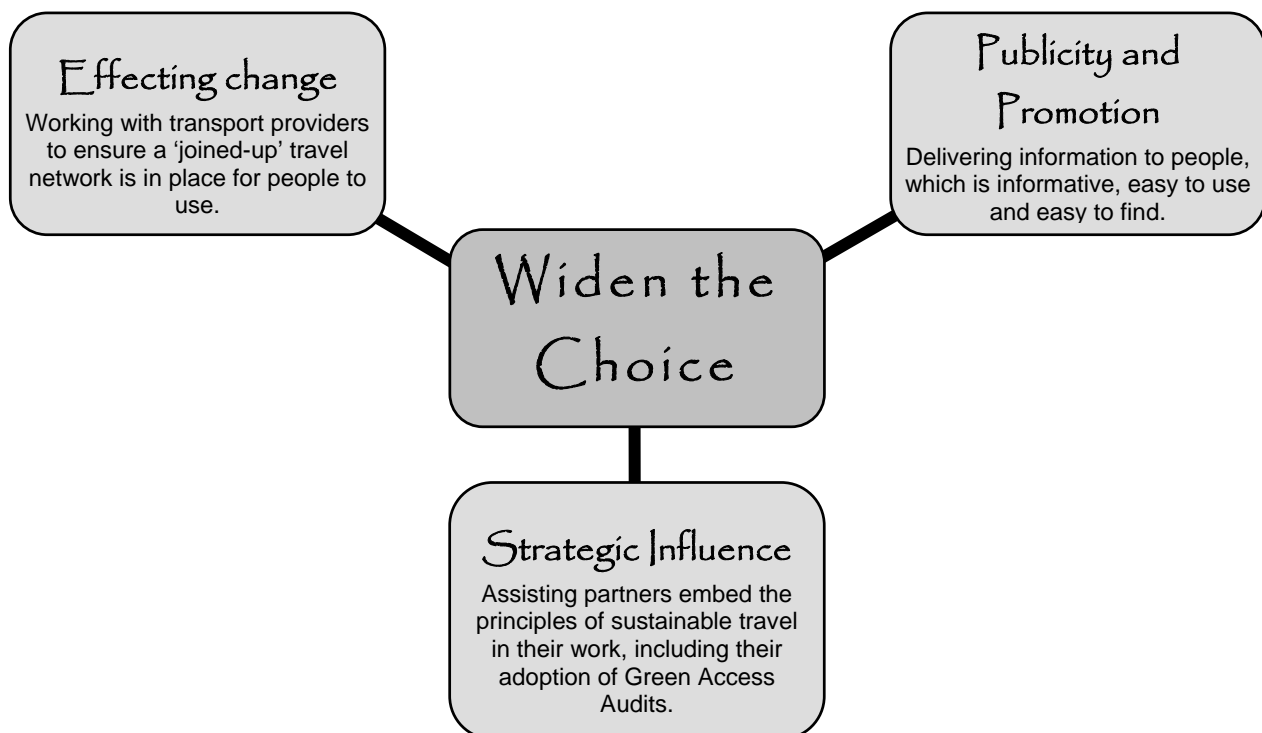 Effecting change
Working with transport providers
to ensure a ‘joined-up’ travel
network is in place for people to
use.
Publicity and
Promotion
Delivering information to people,
which is informative, easy to use
and easy to find.
Widen the
Choice
Strategic Influence
Assisting partners embed the
principles of sustainable travel
in their work, including their
adoption of Green Access
Audits.